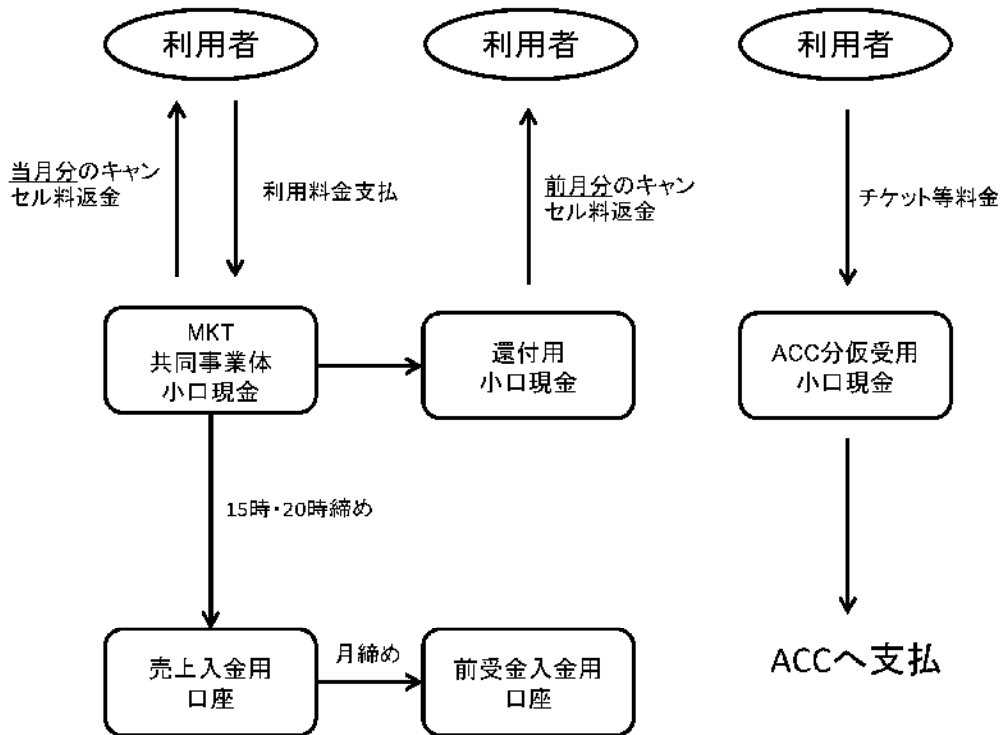 利用者
利用者
利用者
当月分のキャン
セル料返金
利用料金支払
前月分のキャン
セル料返金
チケット等料金
MKT
共同事業体
小口現金
還付用
小口現金
ACC分仮受用
小口現金
15時・20時締め
売上入金用
口座
月締め
前受金入金用
口座
ACCへ支払